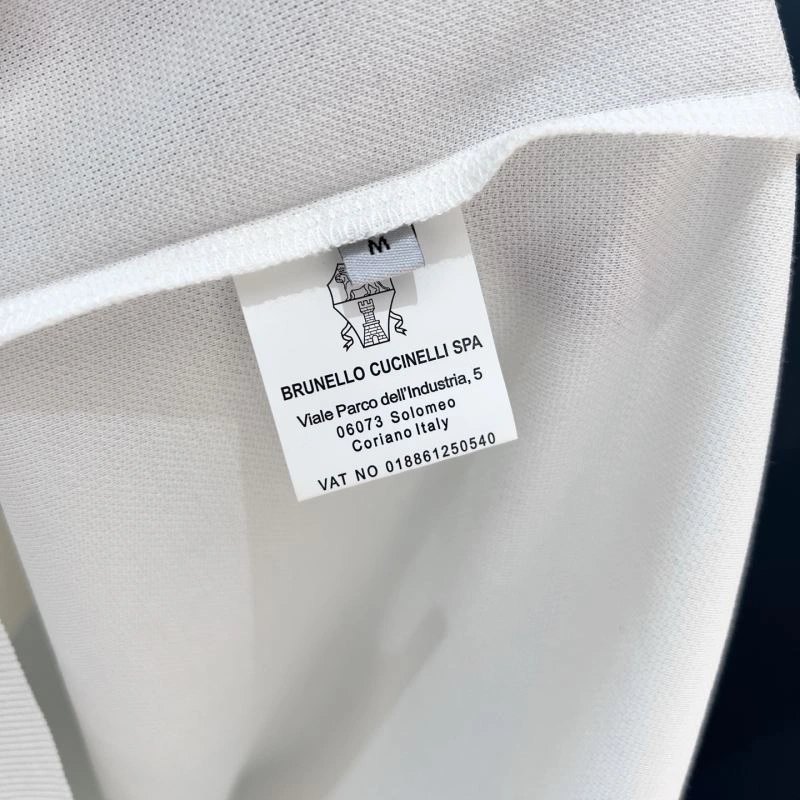 M
BRUNELLO CUCINELLI SPA
Viale Parco dell'Industria, 5
06073 Solomeo
Coriano Italy
VAT NO 018861250540